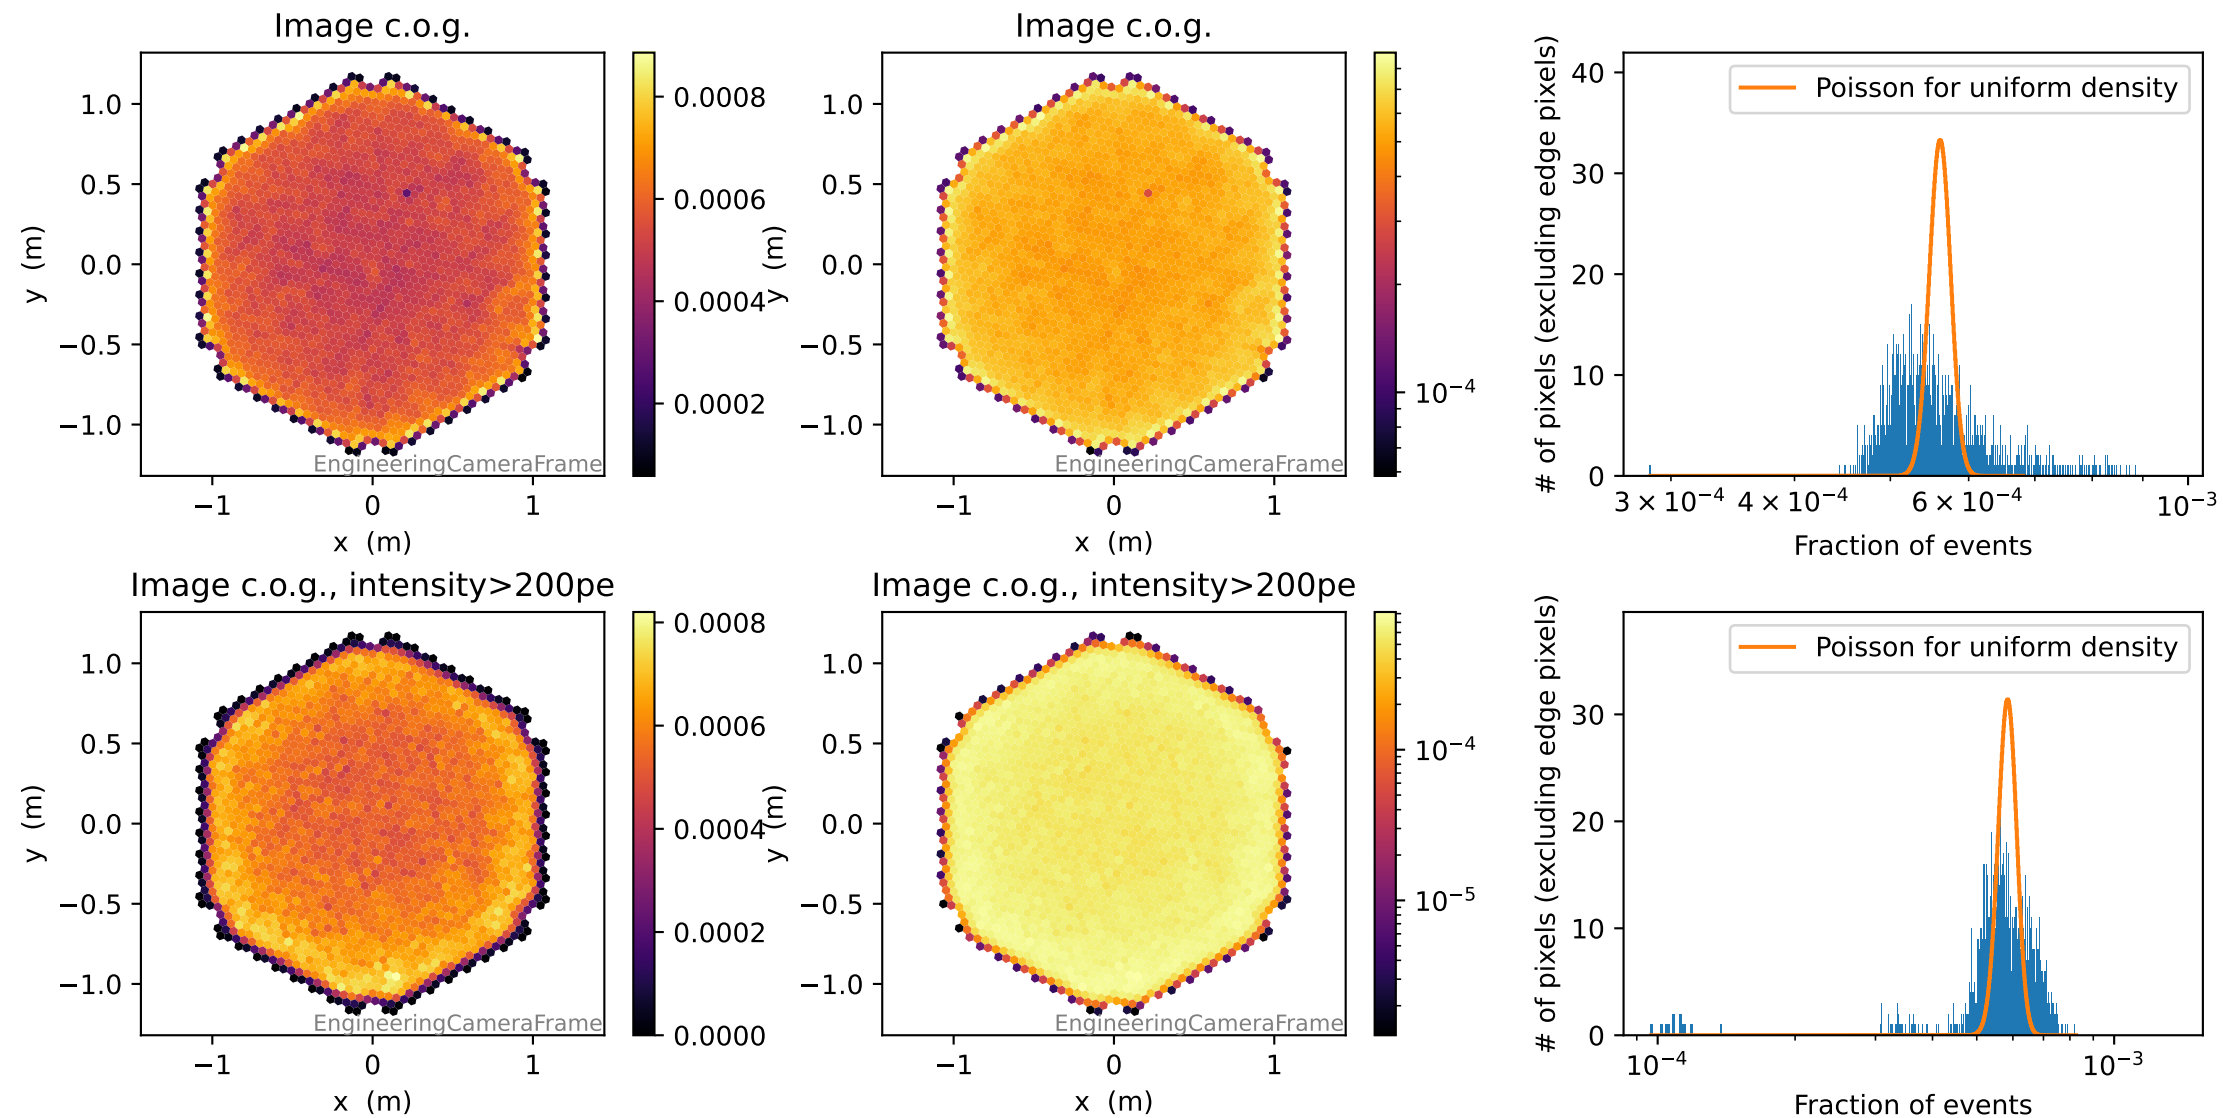 Image c.o.g.
1.0
0.5
0.0
−0.5
−1.0
y (m)
−1 0 1
x (m)
EngineeringCameraFrame
0.0008
0.0006
0.0004
0.0002
Image c.o.g.
1.0
0.5
0.0
−0.5
−1.0
y (m)
−1 0 1
x (m)
EngineeringCameraFrame
10⁻⁴
# of pixels (excluding edge pixels)
40
30
20
10
0
Poisson for uniform density
3 × 10⁻⁴ 4 × 10⁻⁴ 6 × 10⁻⁴ 10⁻³
Fraction of events
Image c.o.g., intensity>200pe
1.0
0.5
0.0
−0.5
−1.0
y (m)
−1 0 1
x (m)
EngineeringCameraFrame
0.0008
0.0006
0.0004
0.0002
0.0000
Image c.o.g., intensity>200pe
1.0
0.5
0.0
−0.5
−1.0
y (m)
−1 0 1
x (m)
EngineeringCameraFrame
10⁻⁴
10⁻⁵
# of pixels (excluding edge pixels)
30
20
10
0
Poisson for uniform density
10⁻⁴ 10⁻³
Fraction of events